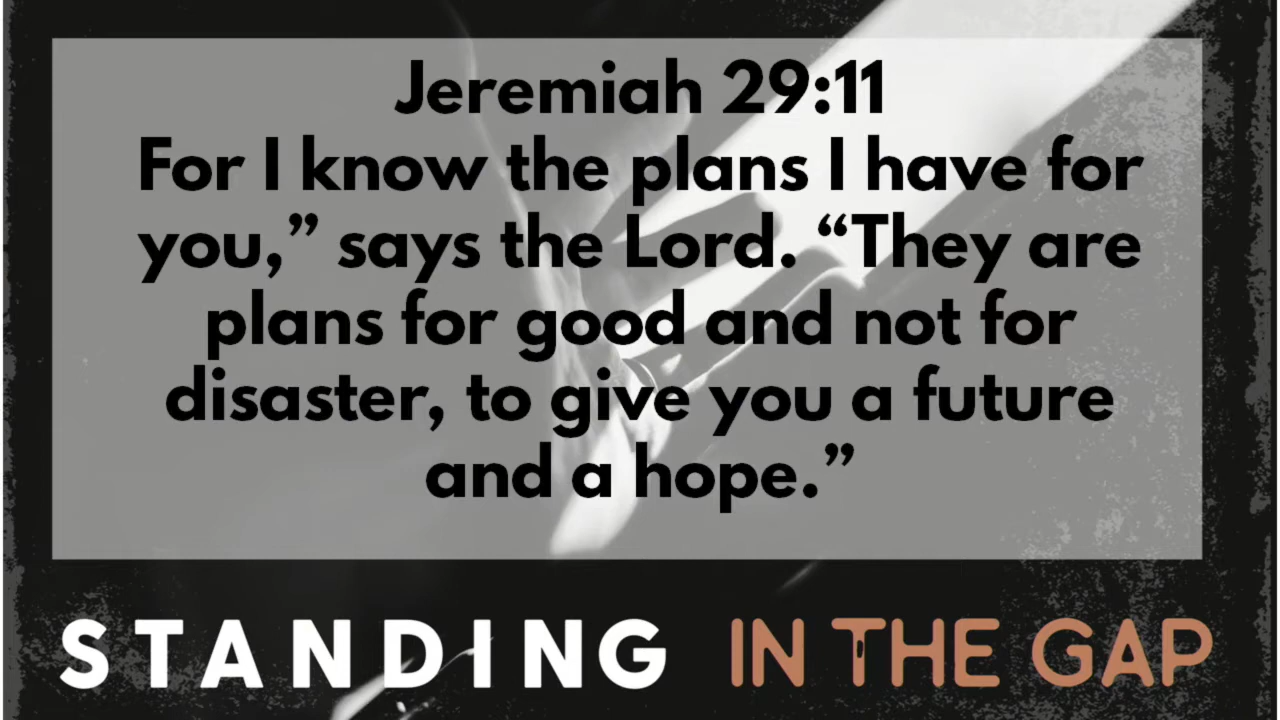 Jeremiah 29:11
For I know the plans I have for
you,” says the Lord. “They are
plans for good and not for
disaster, to give you a future
and a hope.”
STANDING IN THE GAP